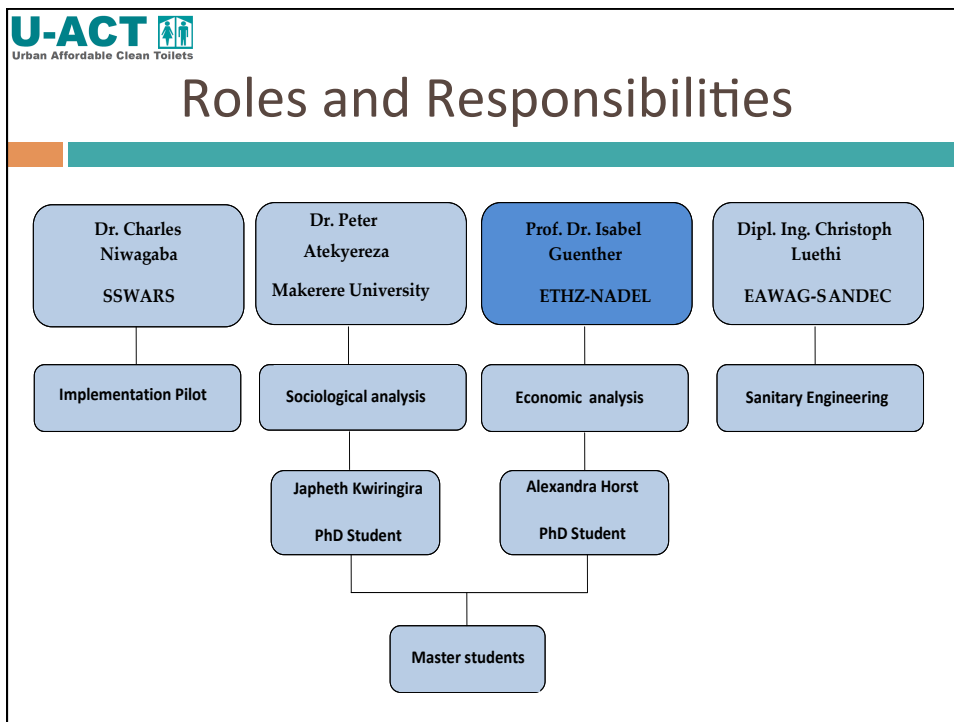 U-ACT
Urban Affordable Clean Toilets
Roles and Responsibilities
Dr. Charles
Niwagaba
SSWARS
Dr. Peter
Atekyereza
Makerere University
Prof. Dr. Isabel
Guenther
ETHZ-NADEL
Dipl. Ing. Christoph
Luethi
EAWAG-SANDEC
Implementation Pilot
Sociological analysis
Economic analysis
Sanitary Engineering
Japheth Kwiringira
PhD Student
Alexandra Horst
PhD Student
Master students